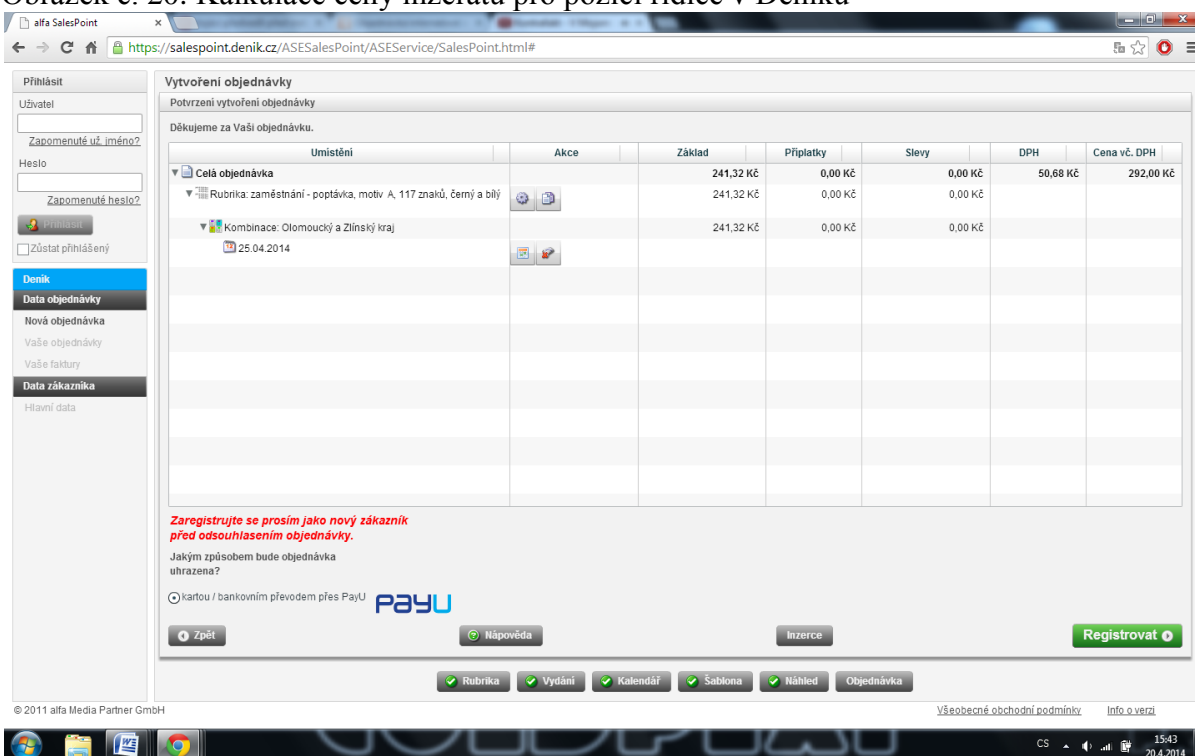 Obrázek č. 20: Kalkulace ceny inzerátu pro pozici řidiče v Deníku
alfa SalesPoint
https://salespoint.denik.cz/ASESalesPoint/ASEService/SalesPoint.html#
Přihlásit
Vytvoření objednávky
Uživatel
Potvrzení vytvoření objednávky
Děkujeme za Vaši objednávku.
Zapomenuté už. jméno?
Heslo
Umístění Akce Základ Příplatky Slevy DPH Cena vč. DPH
Celá objednávka 241,32 Kč 0,00 Kč 0,00 Kč 50,68 Kč 292,00 Kč
Zapomenuté heslo?
Rubrika: zaměstnání - poptávka, motiv A, 117 znaků, černý a bílý 241,32 Kč 0,00 Kč 0,00 Kč
Přihlásit
Kombinace: Olomoucký a Zlínský kraj 241,32 Kč 0,00 Kč 0,00 Kč
Zůstat přihlášený
25.04.2014
Deník
Data objednávky
Nová objednávka
Vaše objednávky
Vaše faktury
Data zákazníka
Hlavní data
Zaregistrujte se prosím jako nový zákazník
před odsouhlasením objednávky.
Jakým způsobem bude objednávka
uhrazena?
kartou / bankovním převodem přes PayU PayU
Zpět Nápověda Inzerce Registrovat
Rubrika Vydání Kalendář Šablona Náhled Objednávka
© 2011 alfa Media Partner GmbH Všeobecné obchodní podmínky Info o verzi
CS 15:43
20.4.2014